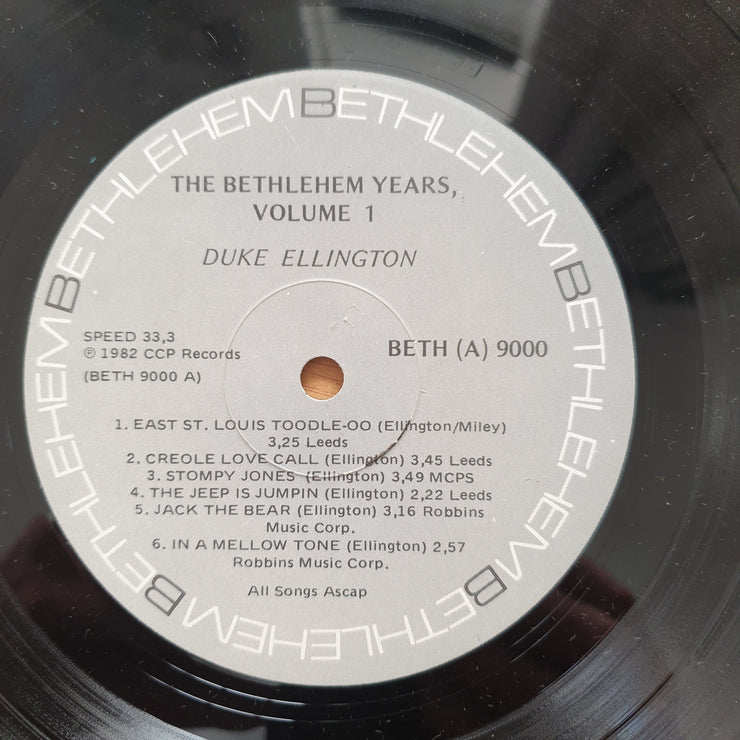 BETHLEHEM BETHLEHEM BETHLEHEM BETHLEHEM BETHLEHEM BETHLEHEM
THE BETHLEHEM YEARS,
VOLUME 1
DUKE ELLINGTON
SPEED 33,3
℗ 1982 CCP Records
(BETH 9000 A)
BETH (A) 9000
1. EAST ST. LOUIS TOODLE-OO (Ellington/Miley)
3,25 Leeds
2. CREOLE LOVE CALL (Ellington) 3,45 Leeds
3. STOMPY JONES (Ellington) 3,49 MCPS
4. THE JEEP IS JUMPIN (Ellington) 2,22 Leeds
5. JACK THE BEAR (Ellington) 3,16 Robbins
Music Corp.
6. IN A MELLOW TONE (Ellington) 2,57
Robbins Music Corp.
All Songs Ascap